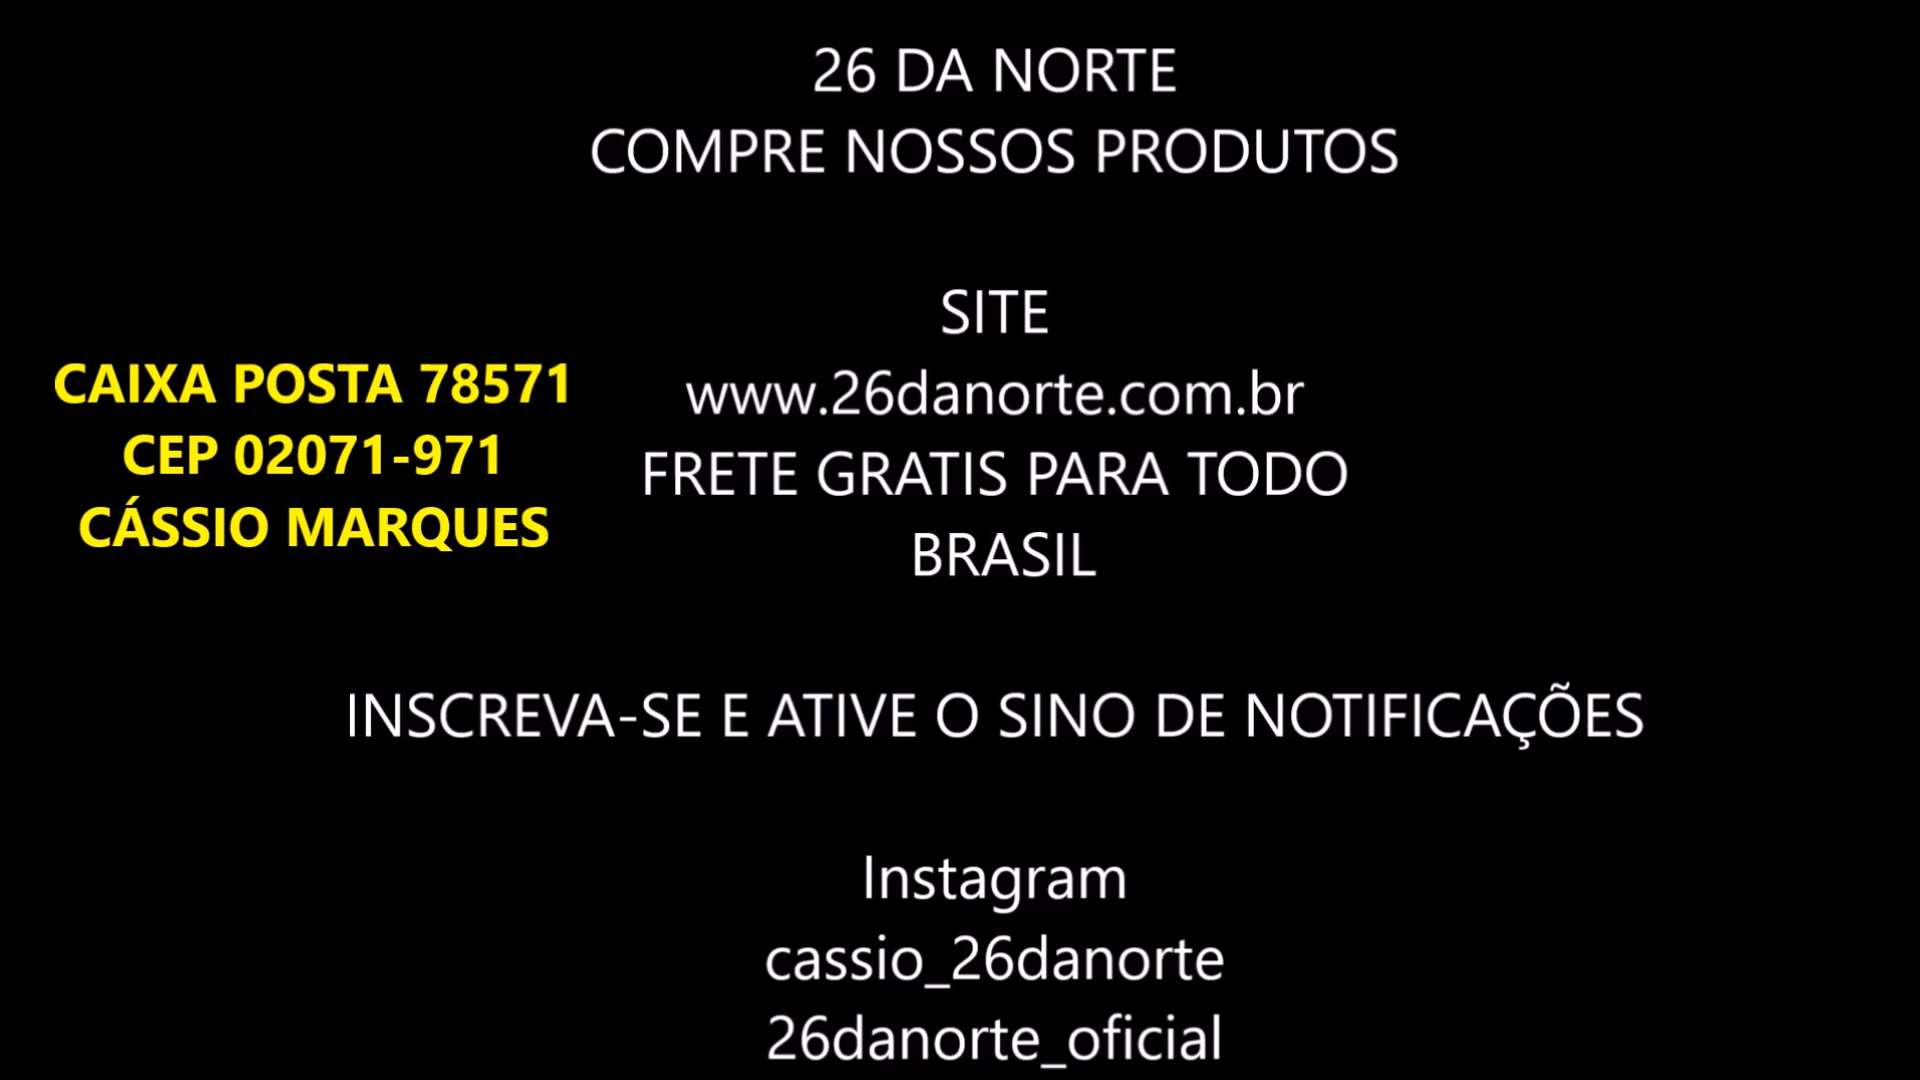 26 DA NORTE
COMPRE NOSSOS PRODUTOS
SITE
www.26danorte.com.br
FRETE GRATIS PARA TODO
BRASIL
CAIXA POSTA 78571
CEP 02071-971
CÁSSIO MARQUES
INSCREVA-SE E ATIVE O SINO DE NOTIFICAÇÕES
Instagram
cassio_26danorte
26danorte_oficial